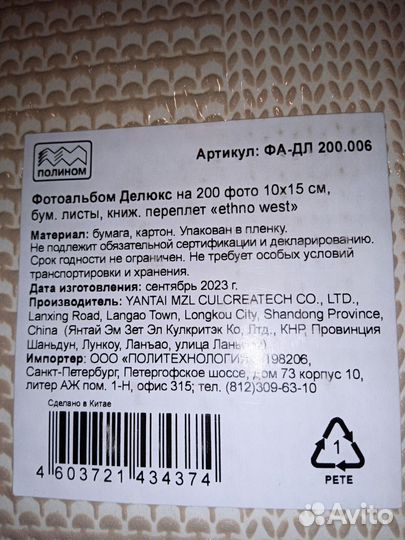 ПОЛИНОМ
Артикул: ФА-ДЛ 200.006
Фотоальбом Делюкс на 200 фото 10х15 см,
бум. листы, книж. переплет «ethno west»
Материал: бумага, картон. Упакован в пленку.
Не подлежит обязательной сертификации и декларированию.
Срок годности не ограничен. Не требует особых условий
транспортировки и хранения.
Дата изготовления: сентябрь 2023 г.
Производитель: YANTAI MZL CULCREATECH CO., LTD.,
Lanxing Road, Langao Town, Longkou City, Shandong Province,
China (Янтай Эм Зет Эл Кулкритэк Ко, Лтд., КНР, Провинция
Шаньдун, Лункоу, Ланъао, улица
Импортер: ООО «ПОЛИТЕХНОЛОГИЯ» 198206,
Санкт-Петербург, Петергофское шоссе, дом 73 корпус 10,
литер АЖ пом. 1-Н, офис 315; тел: (812)309-63-10
Сделано в Китае
4 603721 434374
1
PETE
Avito